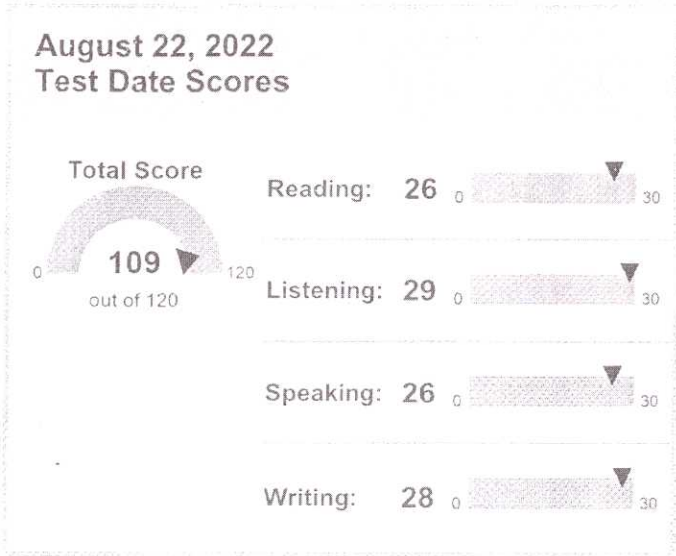 August 22, 2022
Test Date Scores
Total Score
0 109 120
out of 120
Reading: 26 0 30
Listening: 29 0 30
Speaking: 26 0 30
Writing: 28 0 30